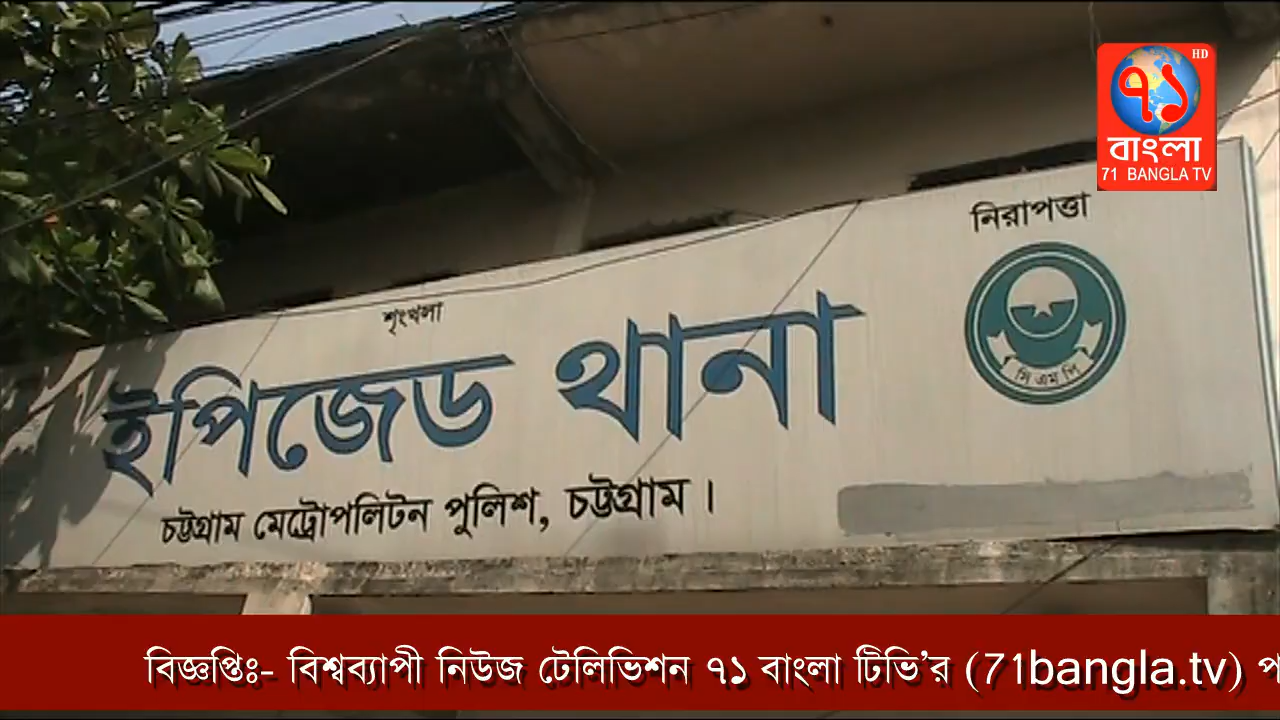 HD
৭১
বাংলা
71 BANGLA TV
নিরাপত্তা
শৃংখলা
ইপিজেড থানা
সি এম পি
চট্টগ্রাম মেট্রোপলিটন পুলিশ, চট্টগ্রাম।
বিজ্ঞপ্তিঃ- বিশ্বব্যাপী নিউজ টেলিভিশন ৭১ বাংলা টিভি’র (71bangla.tv) প